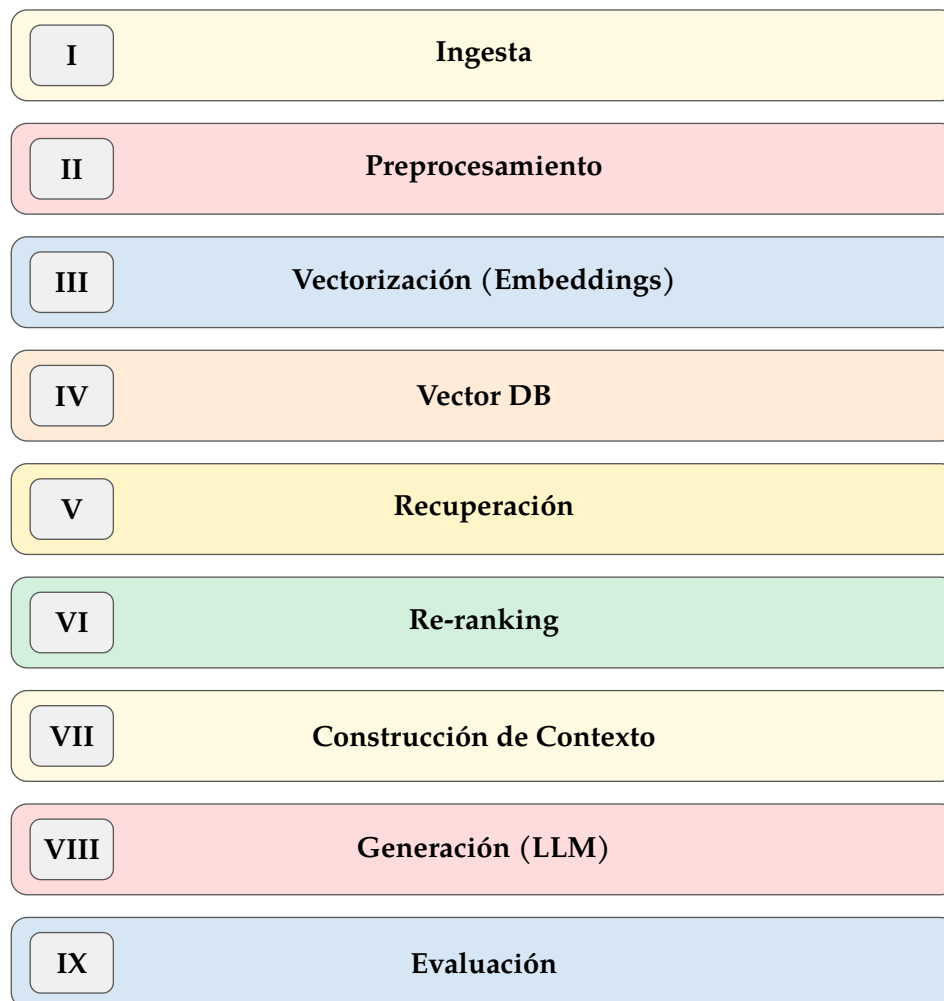 I
Ingesta
II
Preprocesamiento
III
Vectorización (Embeddings)
IV
Vector DB
V
Recuperación
VI
Re-ranking
VII
Construcción de Contexto
VIII
Generación (LLM)
IX
Evaluación